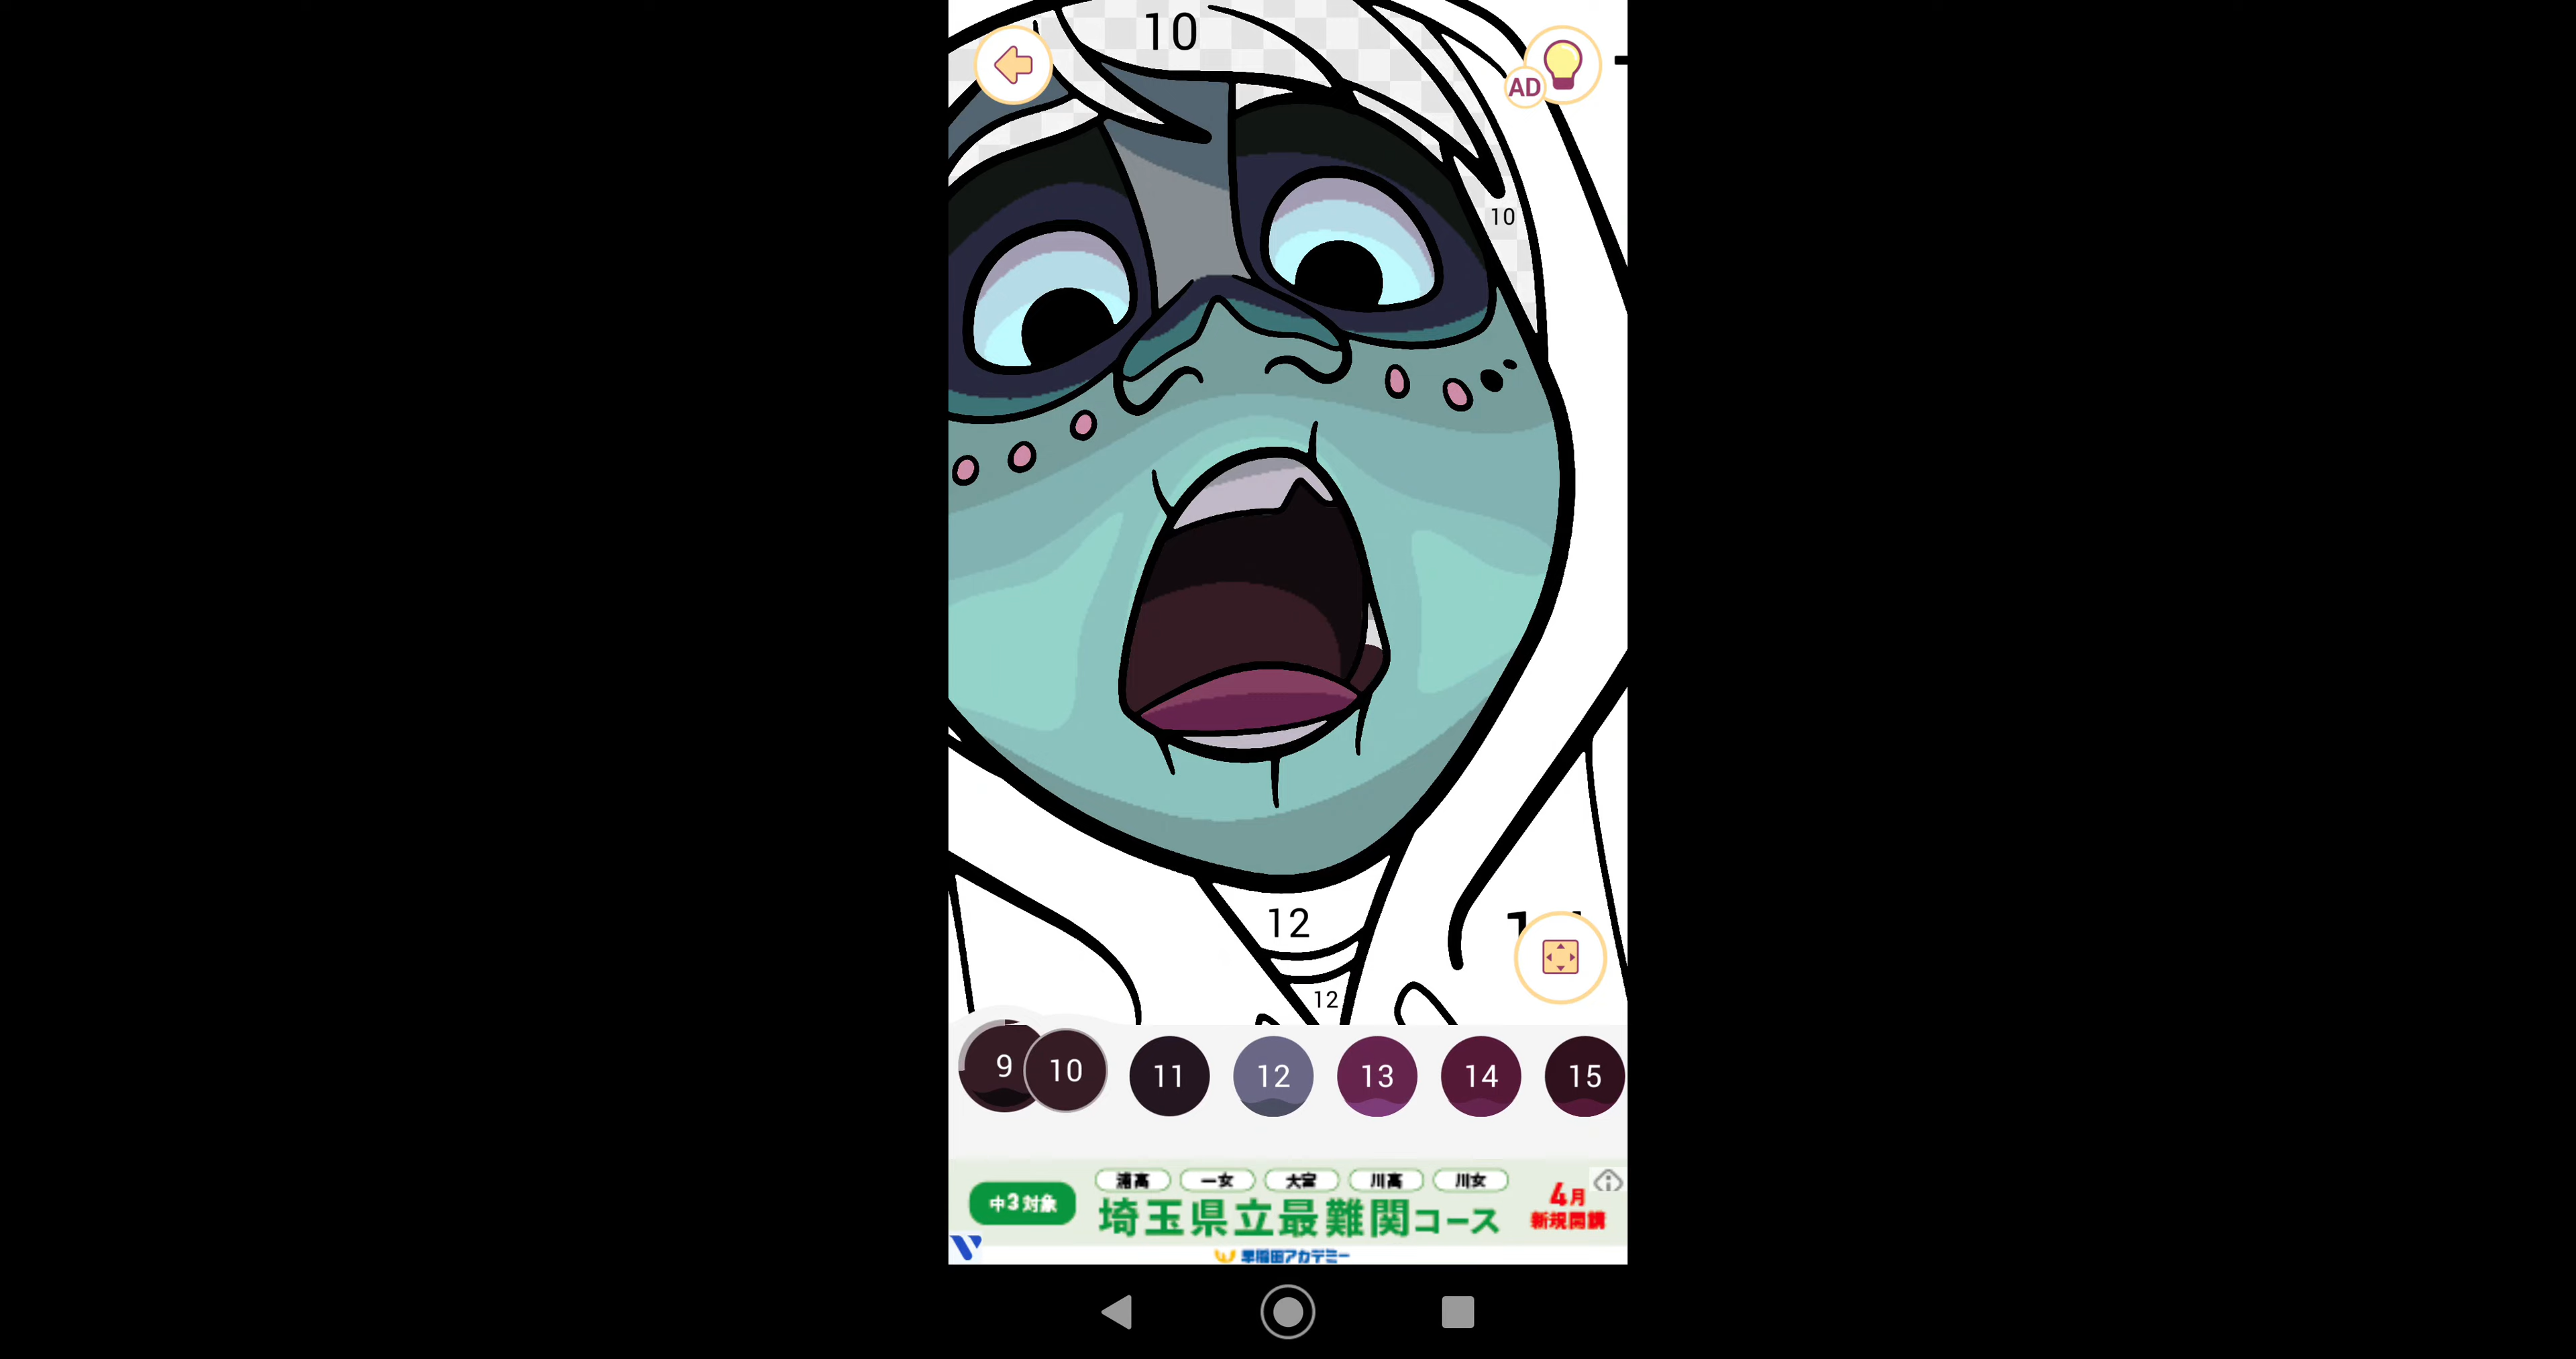 10
AD
10
12
12
9 10 11 12 13 14 15
浦高 一女 大宮 川高 川女
中3対象
埼玉県立最難関コース
4月
新規開講
早稲田アカデミー